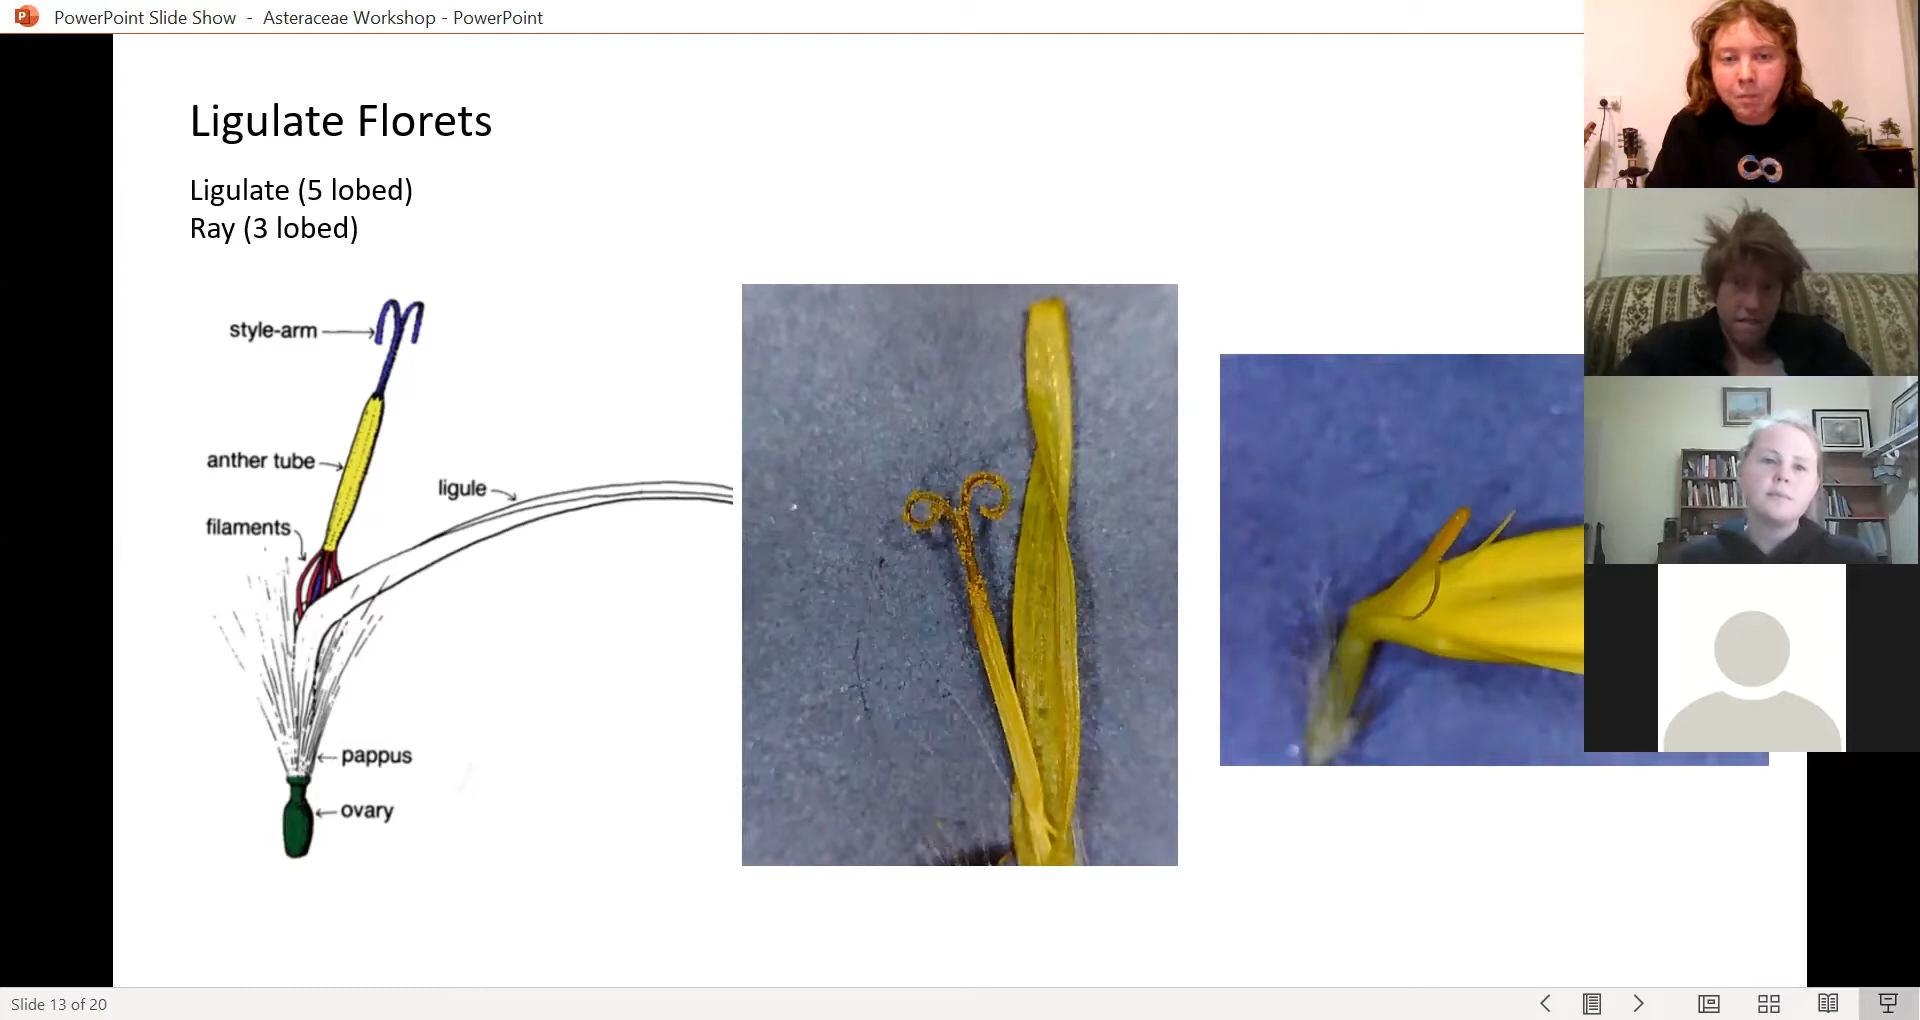 PowerPoint Slide Show - Asteraceae Workshop - PowerPoint
Ligulate Florets
Ligulate (5 lobed)
Ray (3 lobed)
style-arm
anther tube
ligule
filaments
pappus
ovary
Slide 13 of 20